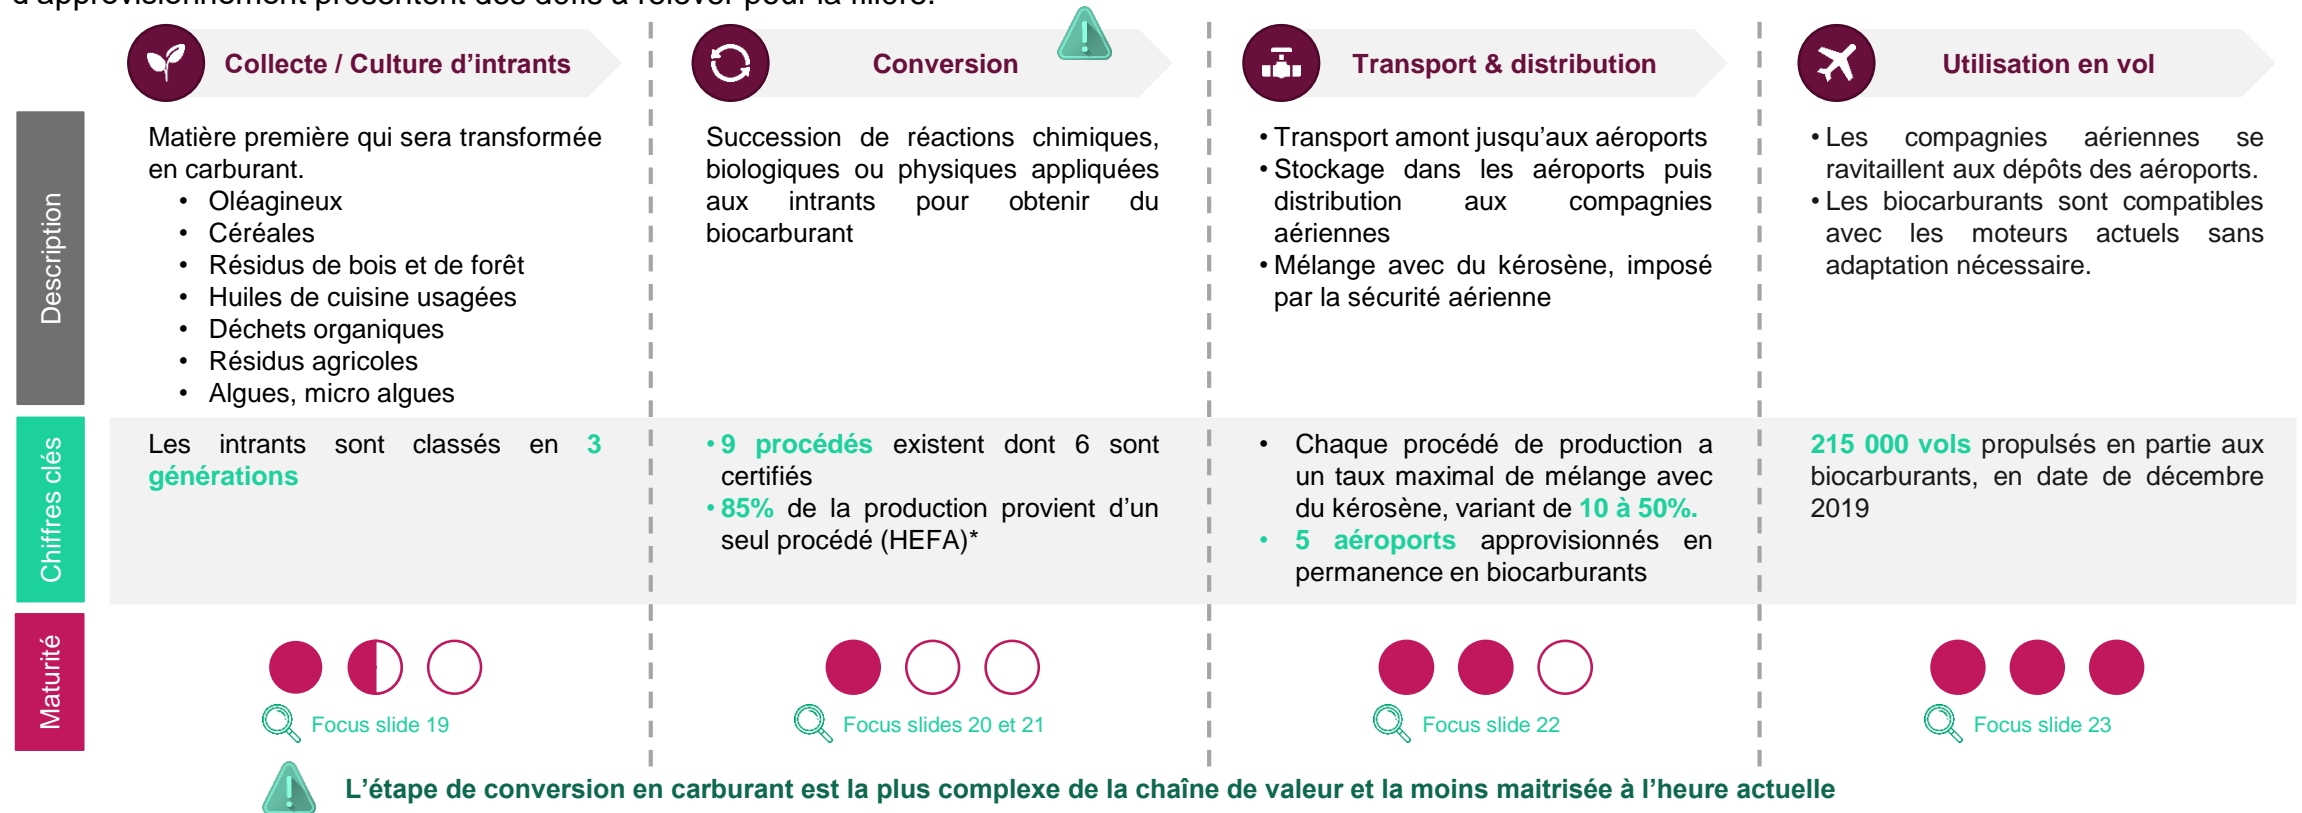 d'approvisionnement présentent des défis à relever pour la filière.
Collecte / Culture d'intrants
Conversion
Transport & distribution
Utilisation en vol
Description
Matière première qui sera transformée
en carburant.
• Oléagineux
• Céréales
• Résidus de bois et de forêt
• Huiles de cuisine usagées
• Déchets organiques
• Résidus agricoles
• Algues, micro algues
Succession de réactions chimiques,
biologiques ou physiques appliquées
aux intrants pour obtenir du
biocarburant
• Transport amont jusqu'aux aéroports
• Stockage dans les aéroports puis
distribution aux compagnies
aériennes
• Mélange avec du kérosène, imposé
par la sécurité aérienne
• Les compagnies aériennes se
ravitaillent aux dépôts des aéroports.
• Les biocarburants sont compatibles
avec les moteurs actuels sans
adaptation nécessaire.
Chiffres clés
Les intrants sont classés en 3
générations
• 9 procédés existent dont 6 sont
certifiés
• 85% de la production provient d'un
seul procédé (HEFA)*
• Chaque procédé de production a
un taux maximal de mélange avec
du kérosène, variant de 10 à 50%.
• 5 aéroports approvisionnés en
permanence en biocarburants
215 000 vols propulsés en partie aux
biocarburants, en date de décembre
2019
Maturité
Focus slide 19
Focus slides 20 et 21
Focus slide 22
Focus slide 23
L'étape de conversion en carburant est la plus complexe de la chaîne de valeur et la moins maitrisée à l'heure actuelle